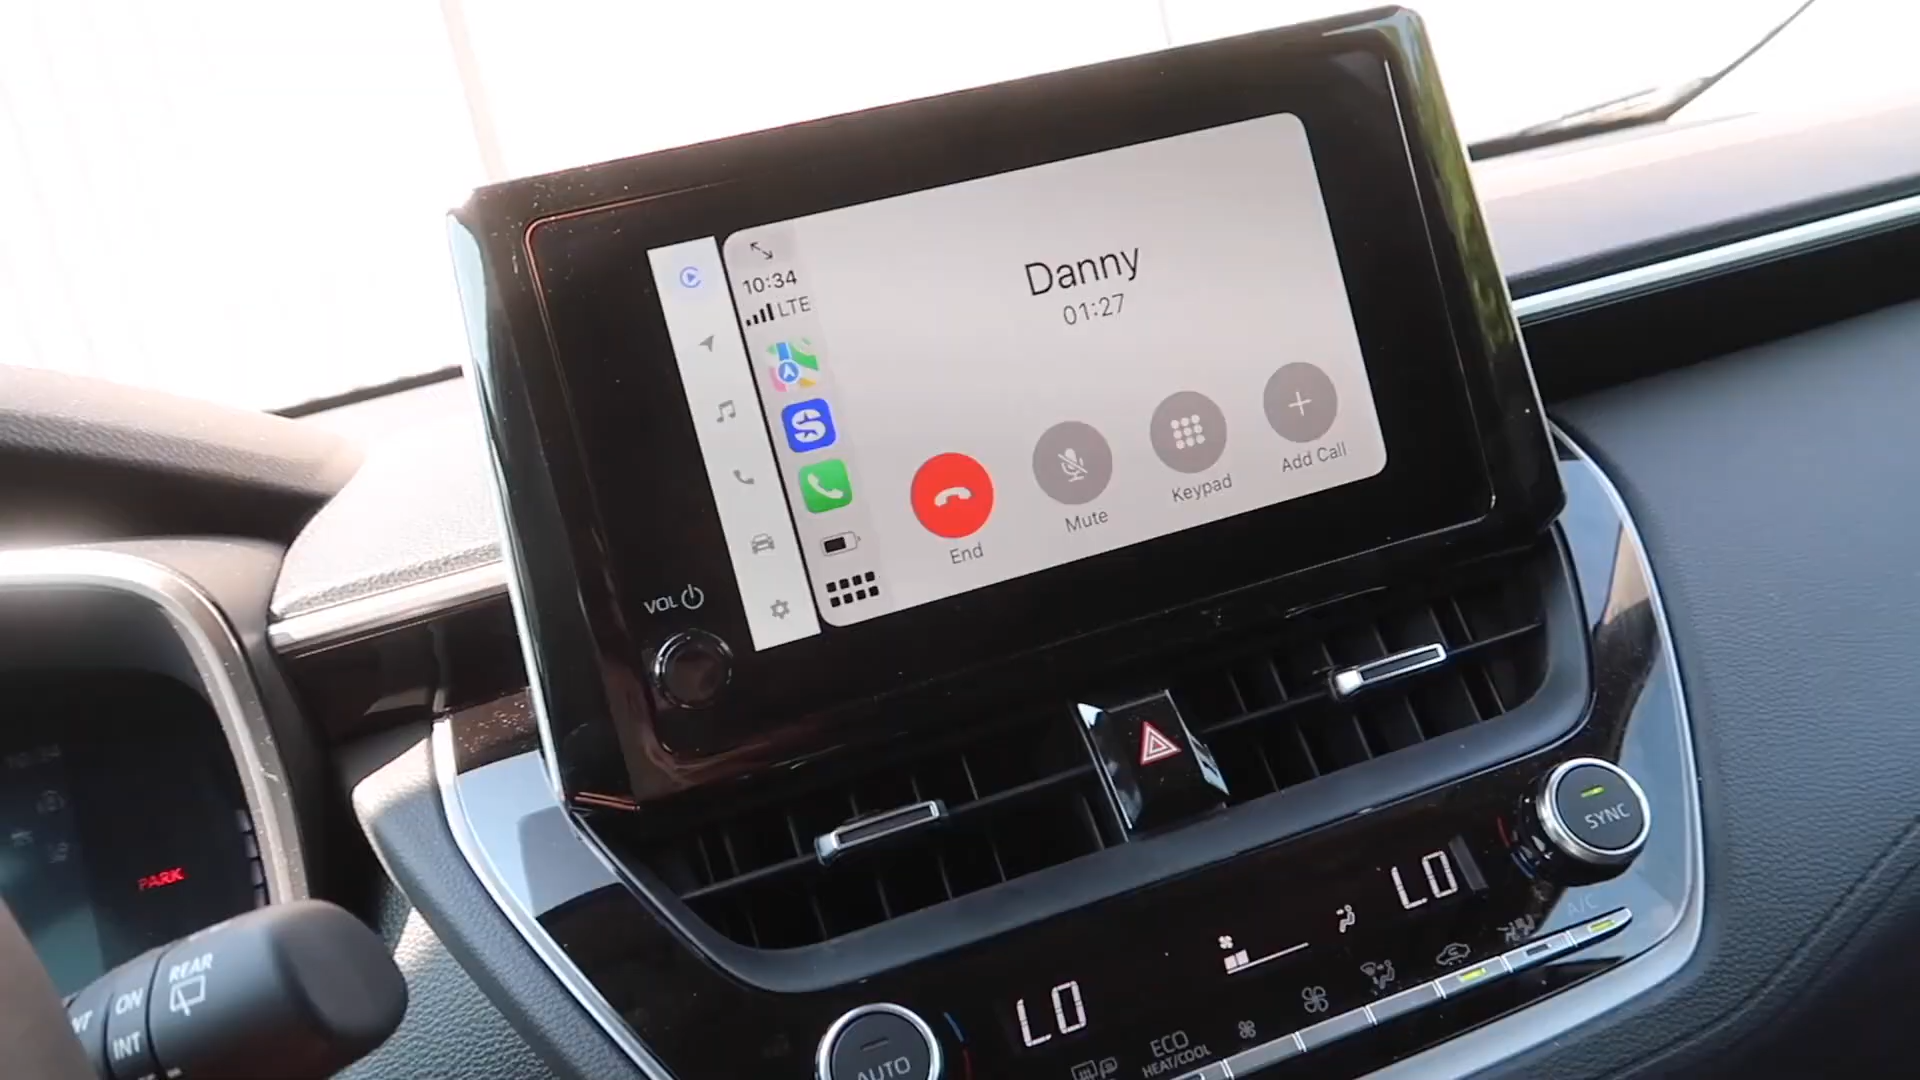 10:34
LTE
Danny
01:27
End
Mute
Keypad
Add Call
VOL
PARK
REAR
ON
INT
SYNC
LO
A/C
LO
AUTO
ECO
HEAT/COOL